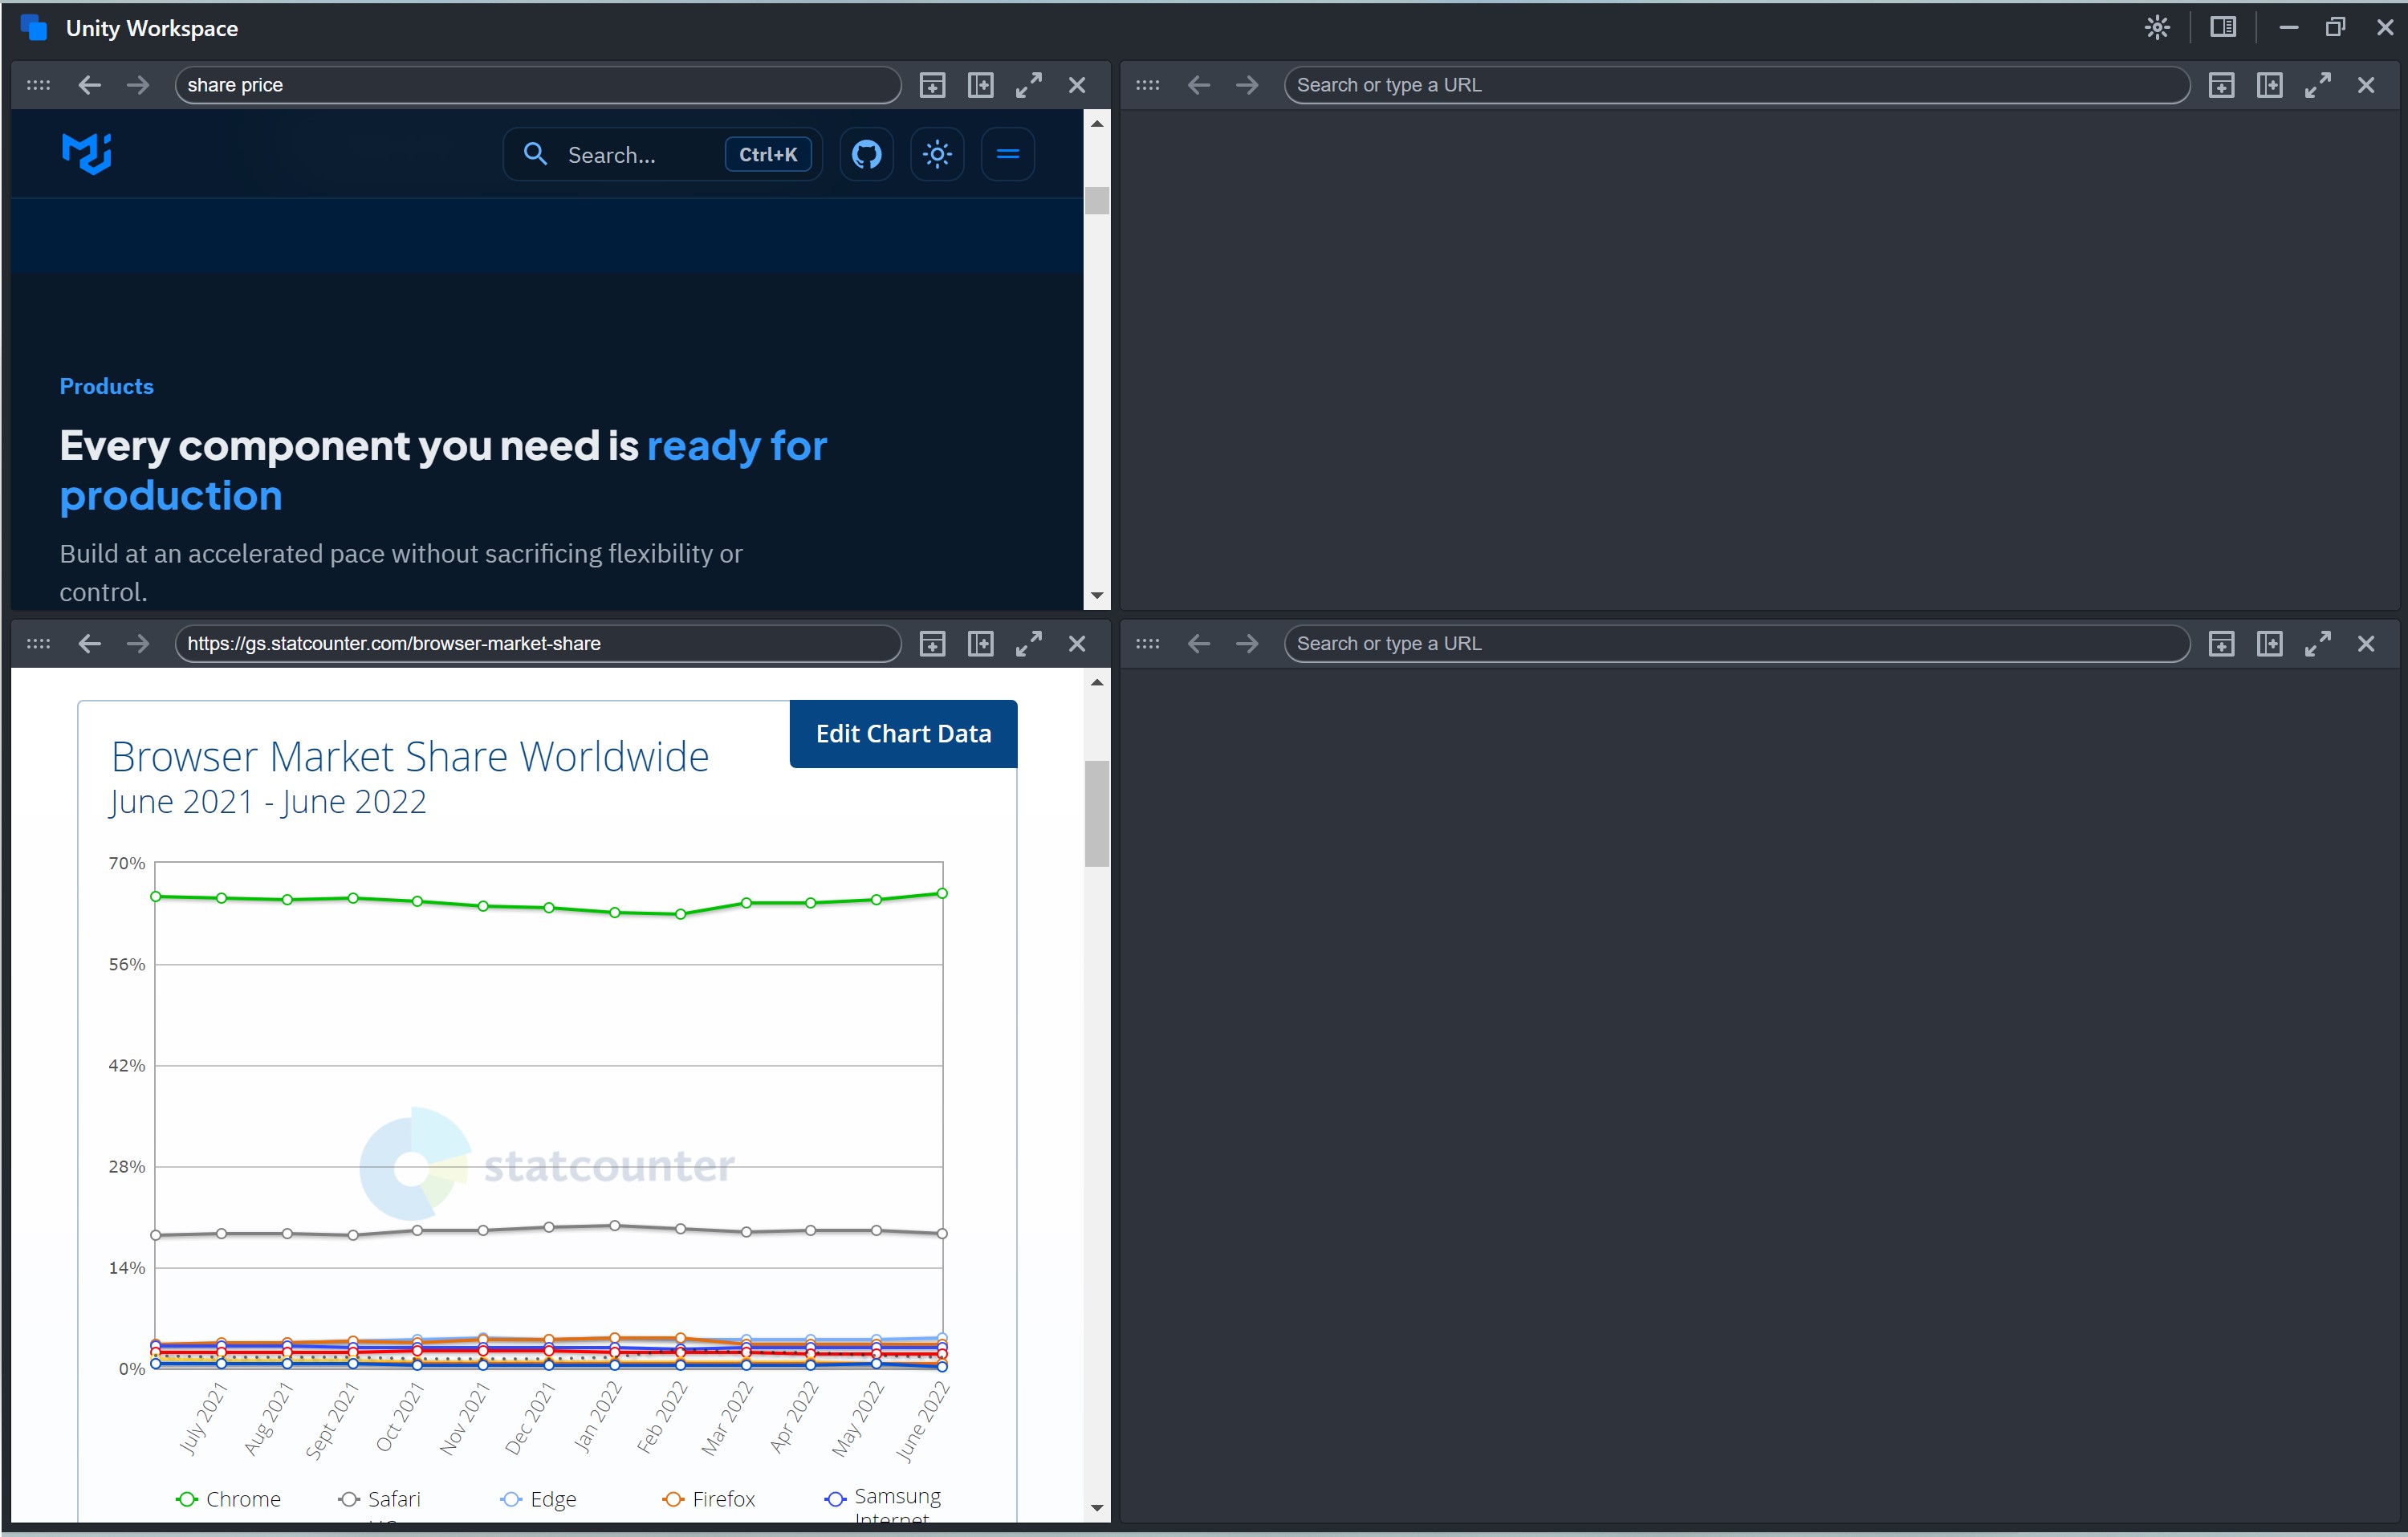 Unity Workspace
share price
Search or type a URL
Search...
Ctrl+K
Products
Every component you need is ready for
production
Build at an accelerated pace without sacrificing flexibility or
control.
https://gs.statcounter.com/browser-market-share
Search or type a URL
Edit Chart Data
Browser Market Share Worldwide
June 2021 - June 2022
70%
56%
42%
28%
14%
0%
statcounter
July 2021
Aug 2021
Sept 2021
Oct 2021
Nov 2021
Dec 2021
Jan 2022
Feb 2022
Mar 2022
Apr 2022
May 2022
June 2022
Chrome
Safari
Edge
Firefox
Samsung
Internet